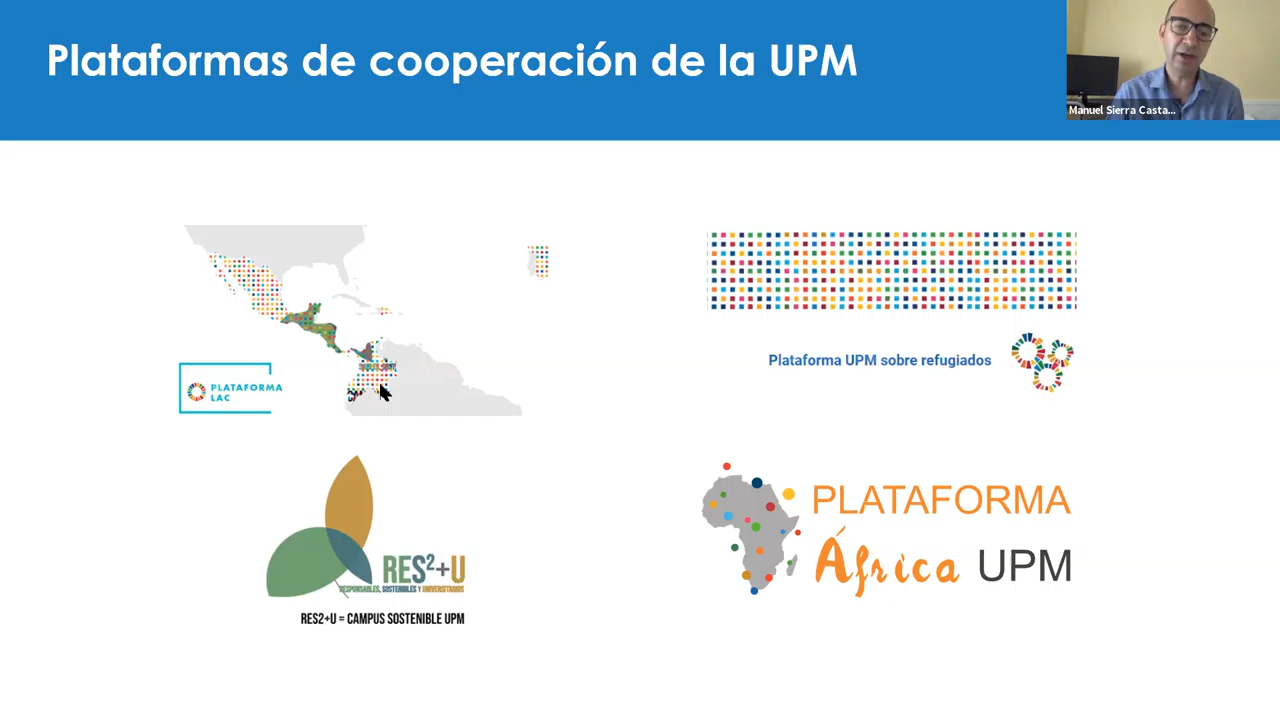 Plataformas de cooperación de la UPM
Manuel Sierra Casta...
PLATAFORMA
LAC
Plataforma UPM sobre refugiados
RES²+U
RESPONSABLES, SOSTENIBLES Y UNIVERSITARIOS
RES2+U = CAMPUS SOSTENIBLE UPM
PLATAFORMA
África UPM